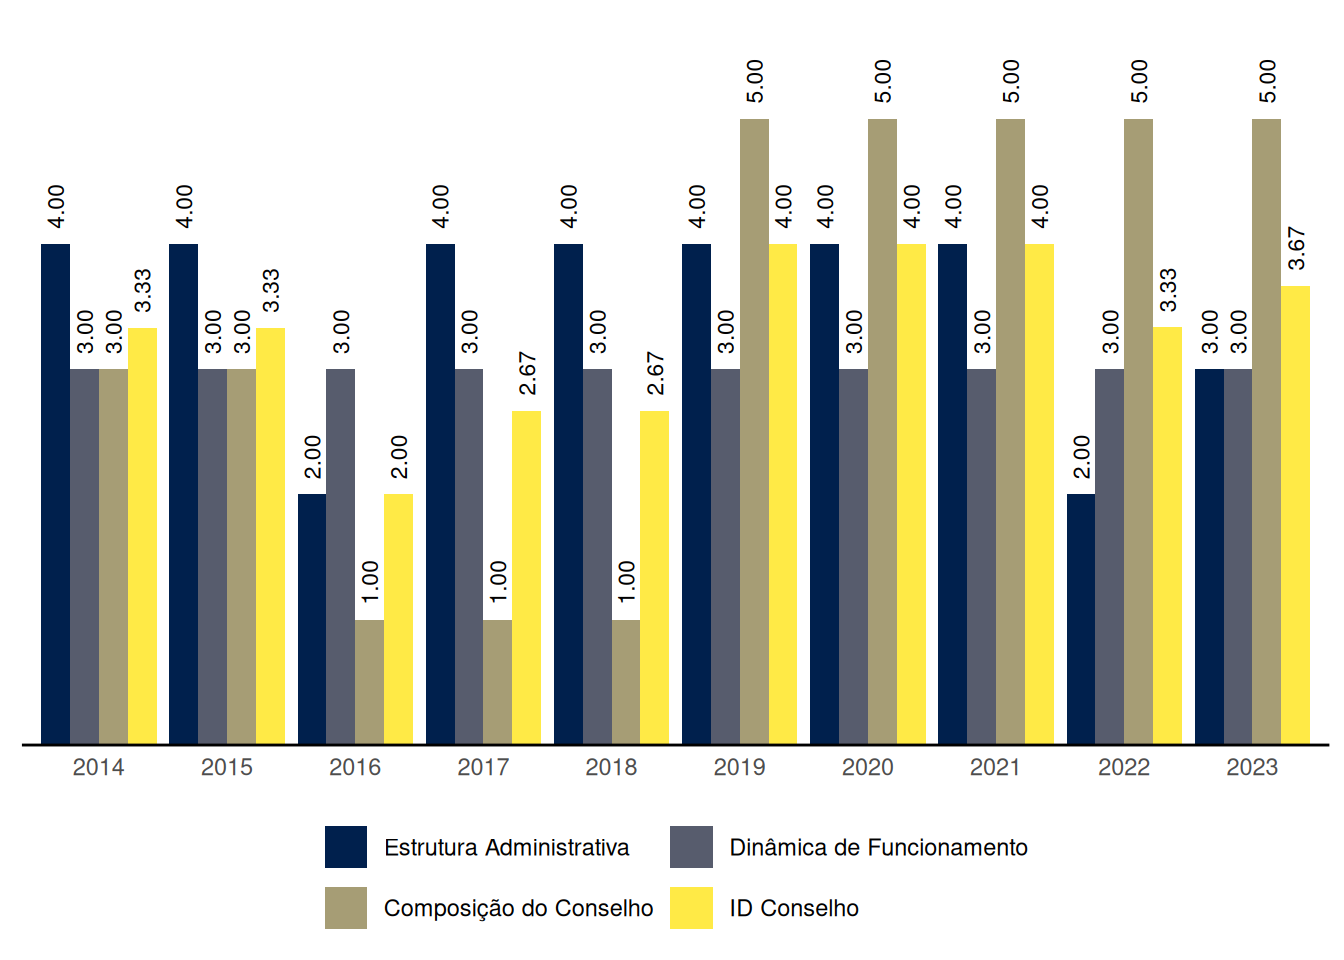 4.00 3.00 3.00 3.33 4.00 3.00 3.00 3.33 2.00 3.00 1.00 2.00 4.00 3.00 1.00 2.67 4.00 3.00 1.00 2.67 4.00 3.00 5.00 4.00 4.00 3.00 5.00 4.00 4.00 3.00 5.00 4.00 2.00 3.00 5.00 3.33 3.00 3.00 5.00 3.67
2014 2015 2016 2017 2018 2019 2020 2021 2022 2023
Estrutura Administrativa Dinâmica de Funcionamento
Composição do Conselho ID Conselho